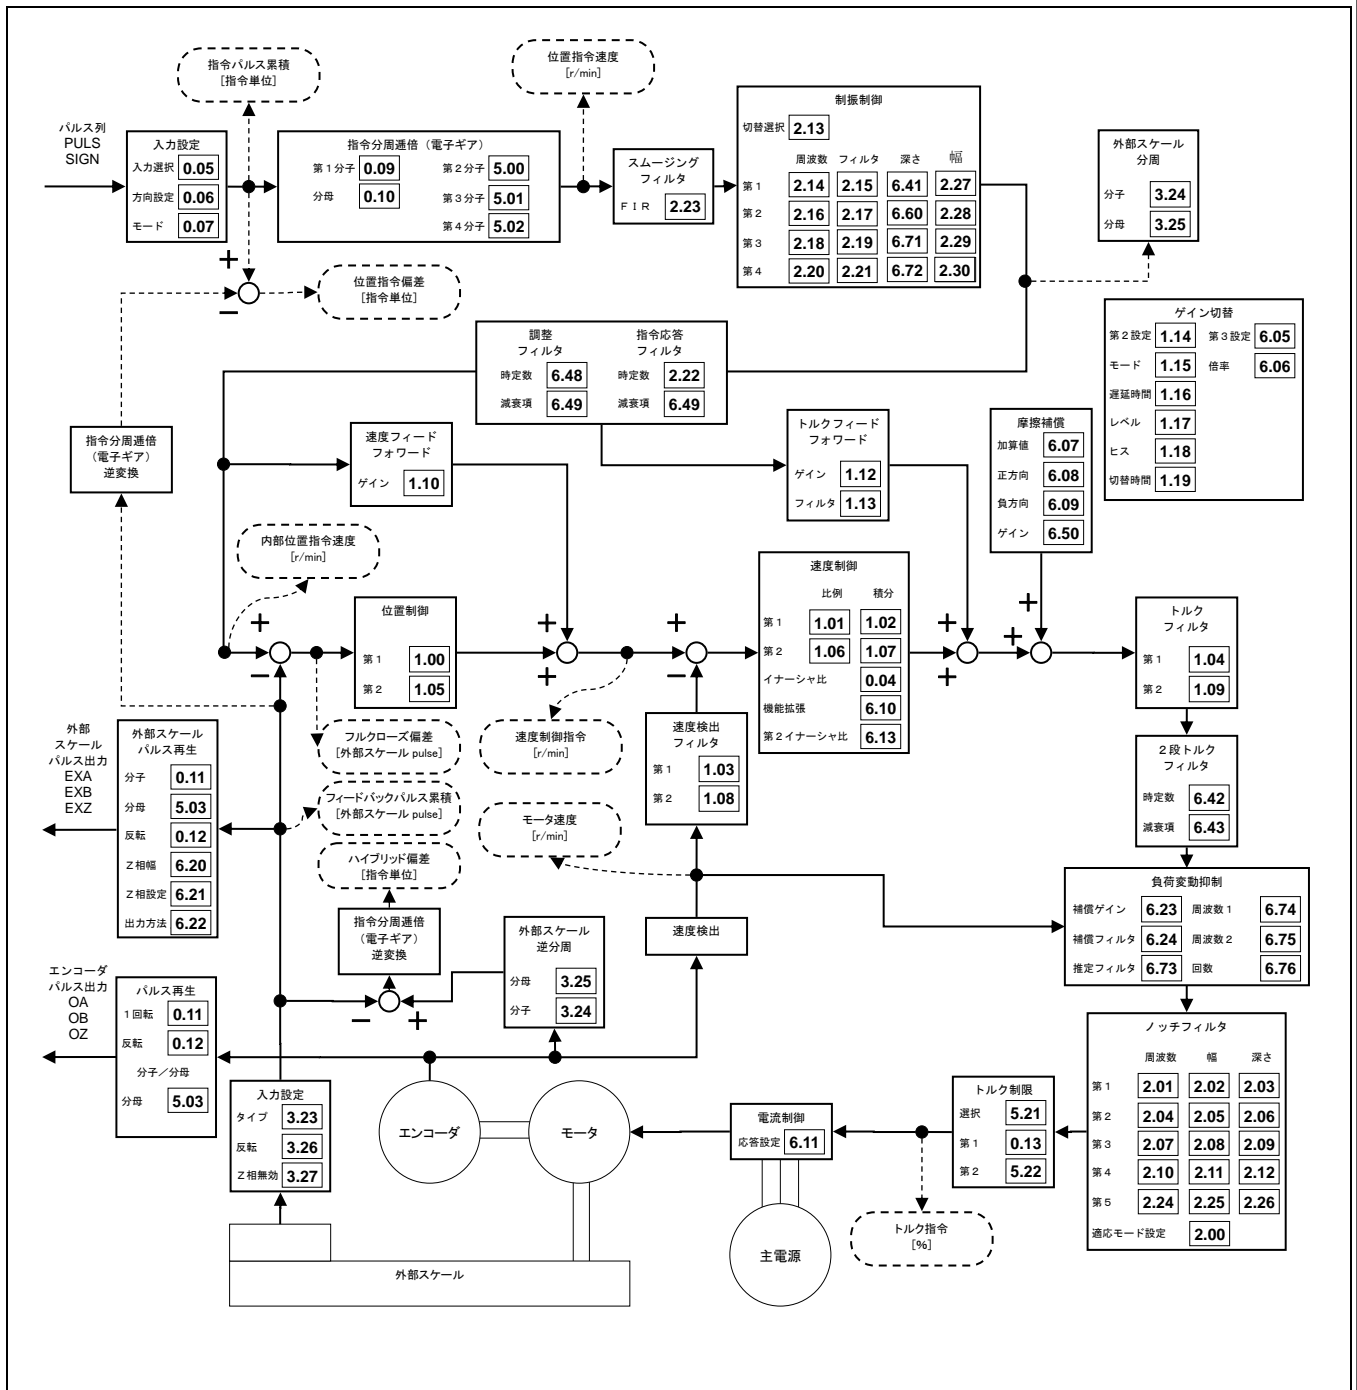 指令パルス累積
[指令単位]
位置指令速度
[r/min]
パルス列
PULS
SIGN
入力設定
入力選択 0.05
方向設定 0.06
モード 0.07
指令分周逓倍（電子ギア）
第１分子 0.09 第２分子 5.00
分母 0.10 第３分子 5.01
第４分子 5.02
スムージング
フィルタ
ＦＩＲ 2.23
制振制御
切替選択 2.13
周波数 フィルタ 深さ 幅
第１ 2.14 2.15 6.41 2.27
第２ 2.16 2.17 6.60 2.28
第３ 2.18 2.19 6.71 2.29
第４ 2.20 2.21 6.72 2.30
外部スケール
分周
分子 3.24
分母 3.25
+
−
位置指令偏差
[指令単位]
ゲイン切替
第２設定 1.14 第３設定 6.05
モード 1.15 倍率 6.06
遅延時間 1.16
レベル 1.17
ヒス 1.18
切替時間 1.19
調整
フィルタ
時定数 6.48
減衰項 6.49
指令応答
フィルタ
時定数 2.22
減衰項 6.49
指令分周逓倍
（電子ギア）
逆変換
速度フィード
フォワード
ゲイン 1.10
トルクフィード
フォワード
ゲイン 1.12
フィルタ 1.13
摩擦補償
加算値 6.07
正方向 6.08
負方向 6.09
ゲイン 6.50
内部位置指令速度
[r/min]
+
−
位置制御
第１ 1.00
第２ 1.05
+
+
+
−
速度制御
比例 積分
第１ 1.01 1.02
第２ 1.06 1.07
イナーシャ比 0.04
機能拡張 6.10
第２イナーシャ比 6.13
+
+
+
+
トルク
フィルタ
第１ 1.04
第２ 1.09
外部
スケール
パルス出力
EXA
EXB
EXZ
外部スケール
パルス再生
分子 0.11
分母 5.03
反転 0.12
Ｚ相幅 6.20
Ｚ相設定 6.21
出力方法 6.22
フルクローズ偏差
[外部スケール pulse]
フィードバックパルス累積
[外部スケール pulse]
ハイブリッド偏差
[指令単位]
速度制御指令
[r/min]
モータ速度
[r/min]
速度検出
フィルタ
第１ 1.03
第２ 1.08
２段トルク
フィルタ
時定数 6.42
減衰項 6.43
負荷変動抑制
補償ゲイン 6.23 周波数１ 6.74
補償フィルタ 6.24 周波数２ 6.75
推定フィルタ 6.73 回数 6.76
指令分周逓倍
（電子ギア）
逆変換
外部スケール
逆分周
分母 3.25
分子 3.24
速度検出
−
+
エンコーダ
パルス出力
OA
OB
OZ
パルス再生
１回転 0.11
反転 0.12
分子／分母
分母 5.03
入力設定
タイプ 3.23
反転 3.26
Ｚ相無効 3.27
エンコーダ
モータ
電流制御
応答設定 6.11
トルク制限
選択 5.21
第１ 0.13
第２ 5.22
ノッチフィルタ
周波数 幅 深さ
第１ 2.01 2.02 2.03
第２ 2.04 2.05 2.06
第３ 2.07 2.08 2.09
第４ 2.10 2.11 2.12
第５ 2.24 2.25 2.26
適応モード設定 2.00
主電源
トルク指令
[%]
外部スケール